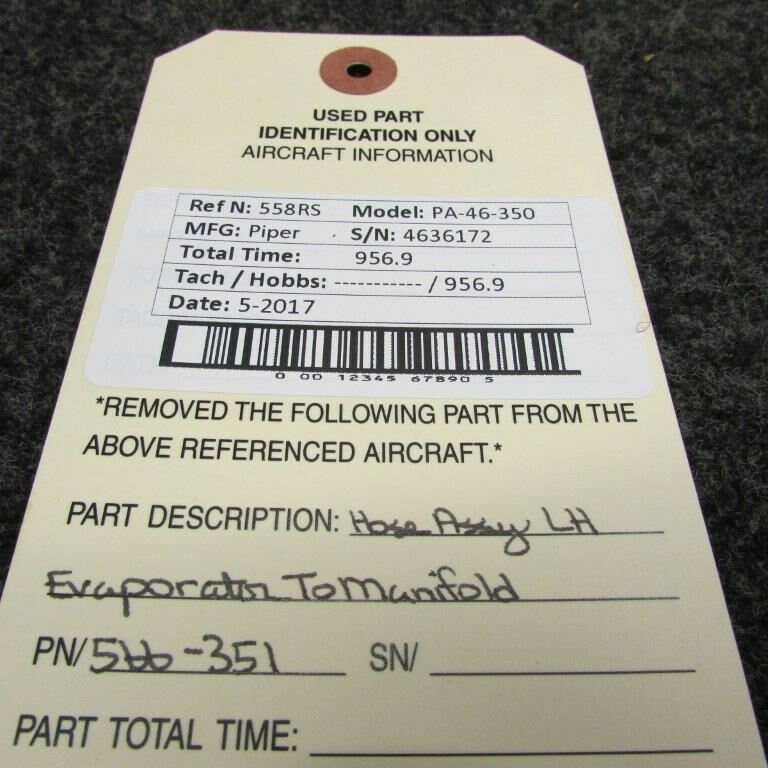 USED PART
IDENTIFICATION ONLY
AIRCRAFT INFORMATION
Ref N: 558RS Model: PA-46-350
MFG: Piper S/N: 4636172
Total Time: 956.9
Tach / Hobbs: ----------- / 956.9
Date: 5-2017
0 00 12345 67890 5
*REMOVED THE FOLLOWING PART FROM THE
ABOVE REFERENCED AIRCRAFT.*
PART DESCRIPTION: Hose Assy LH
Evaporator To Manifold
PN/ 566-351 SN/
PART TOTAL TIME: